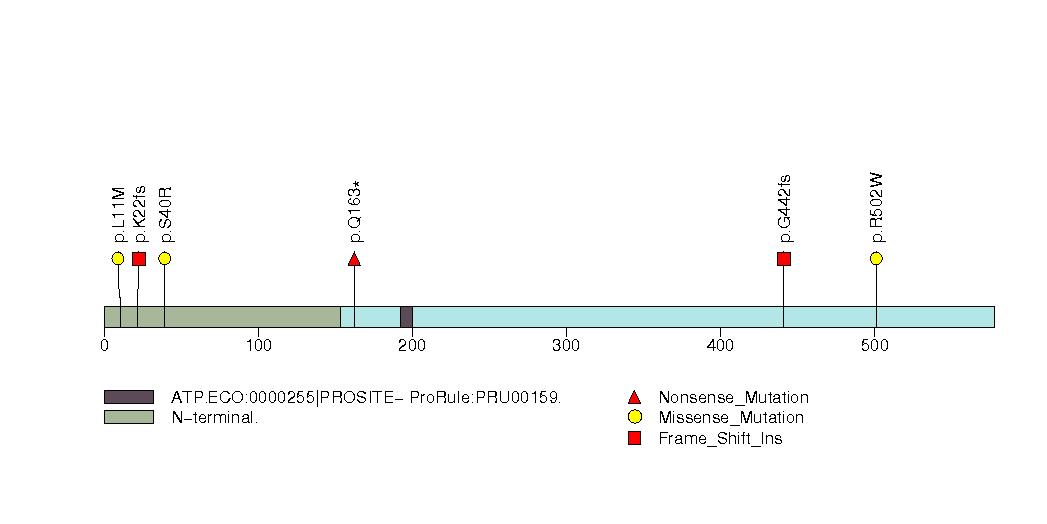 p.L11M
p.K22fs
p.S40R
p.Q163*
p.G442fs
p.R502W
0 100 200 300 400 500
ATP.ECO:0000255|PROSITE- ProRule:PRU00159.
N-terminal.
Nonsense_Mutation
Missense_Mutation
Frame_Shift_Ins